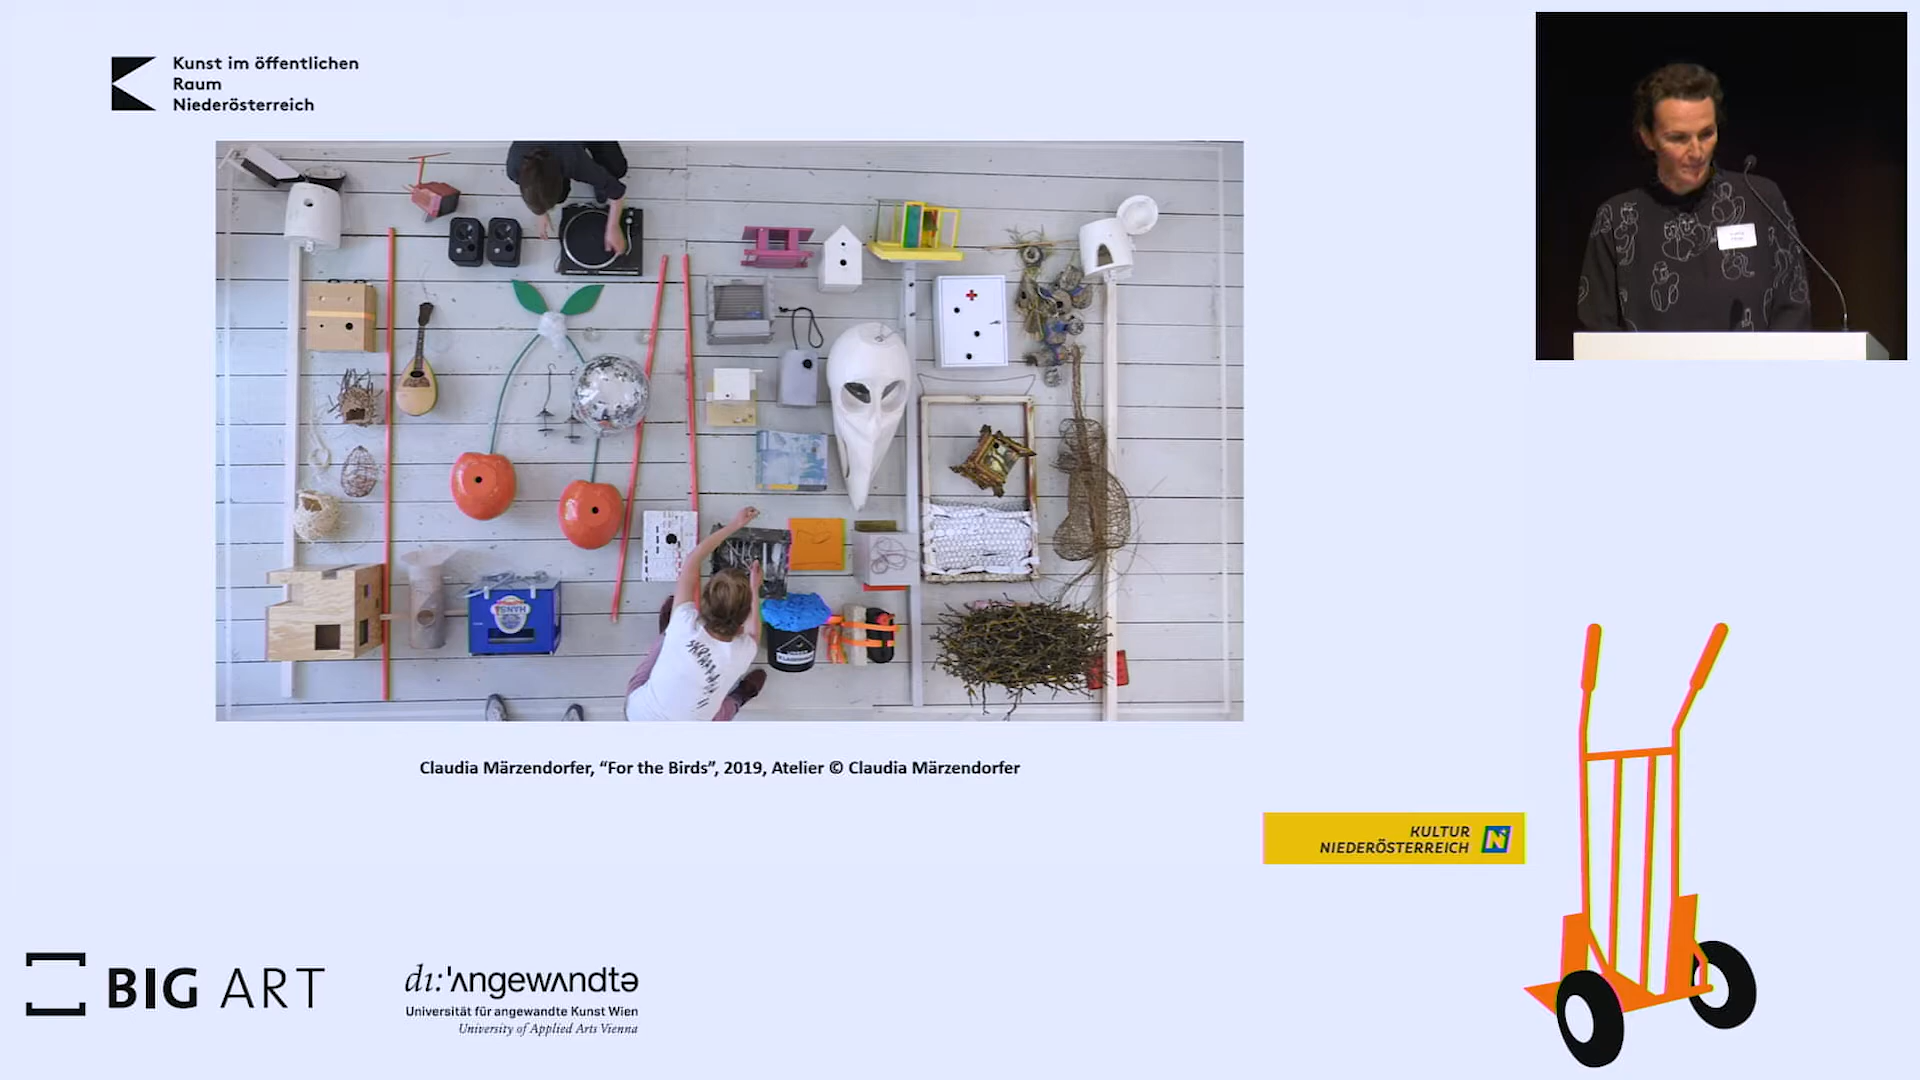 Kunst im öffentlichen
Raum
Niederösterreich
Claudia Märzendorfer, “For the Birds”, 2019, Atelier © Claudia Märzendorfer
KULTUR
NIEDERÖSTERREICH
N
BIG ART
dı:'ʌngewʌndtə
Universität für angewandte Kunst Wien
University of Applied Arts Vienna